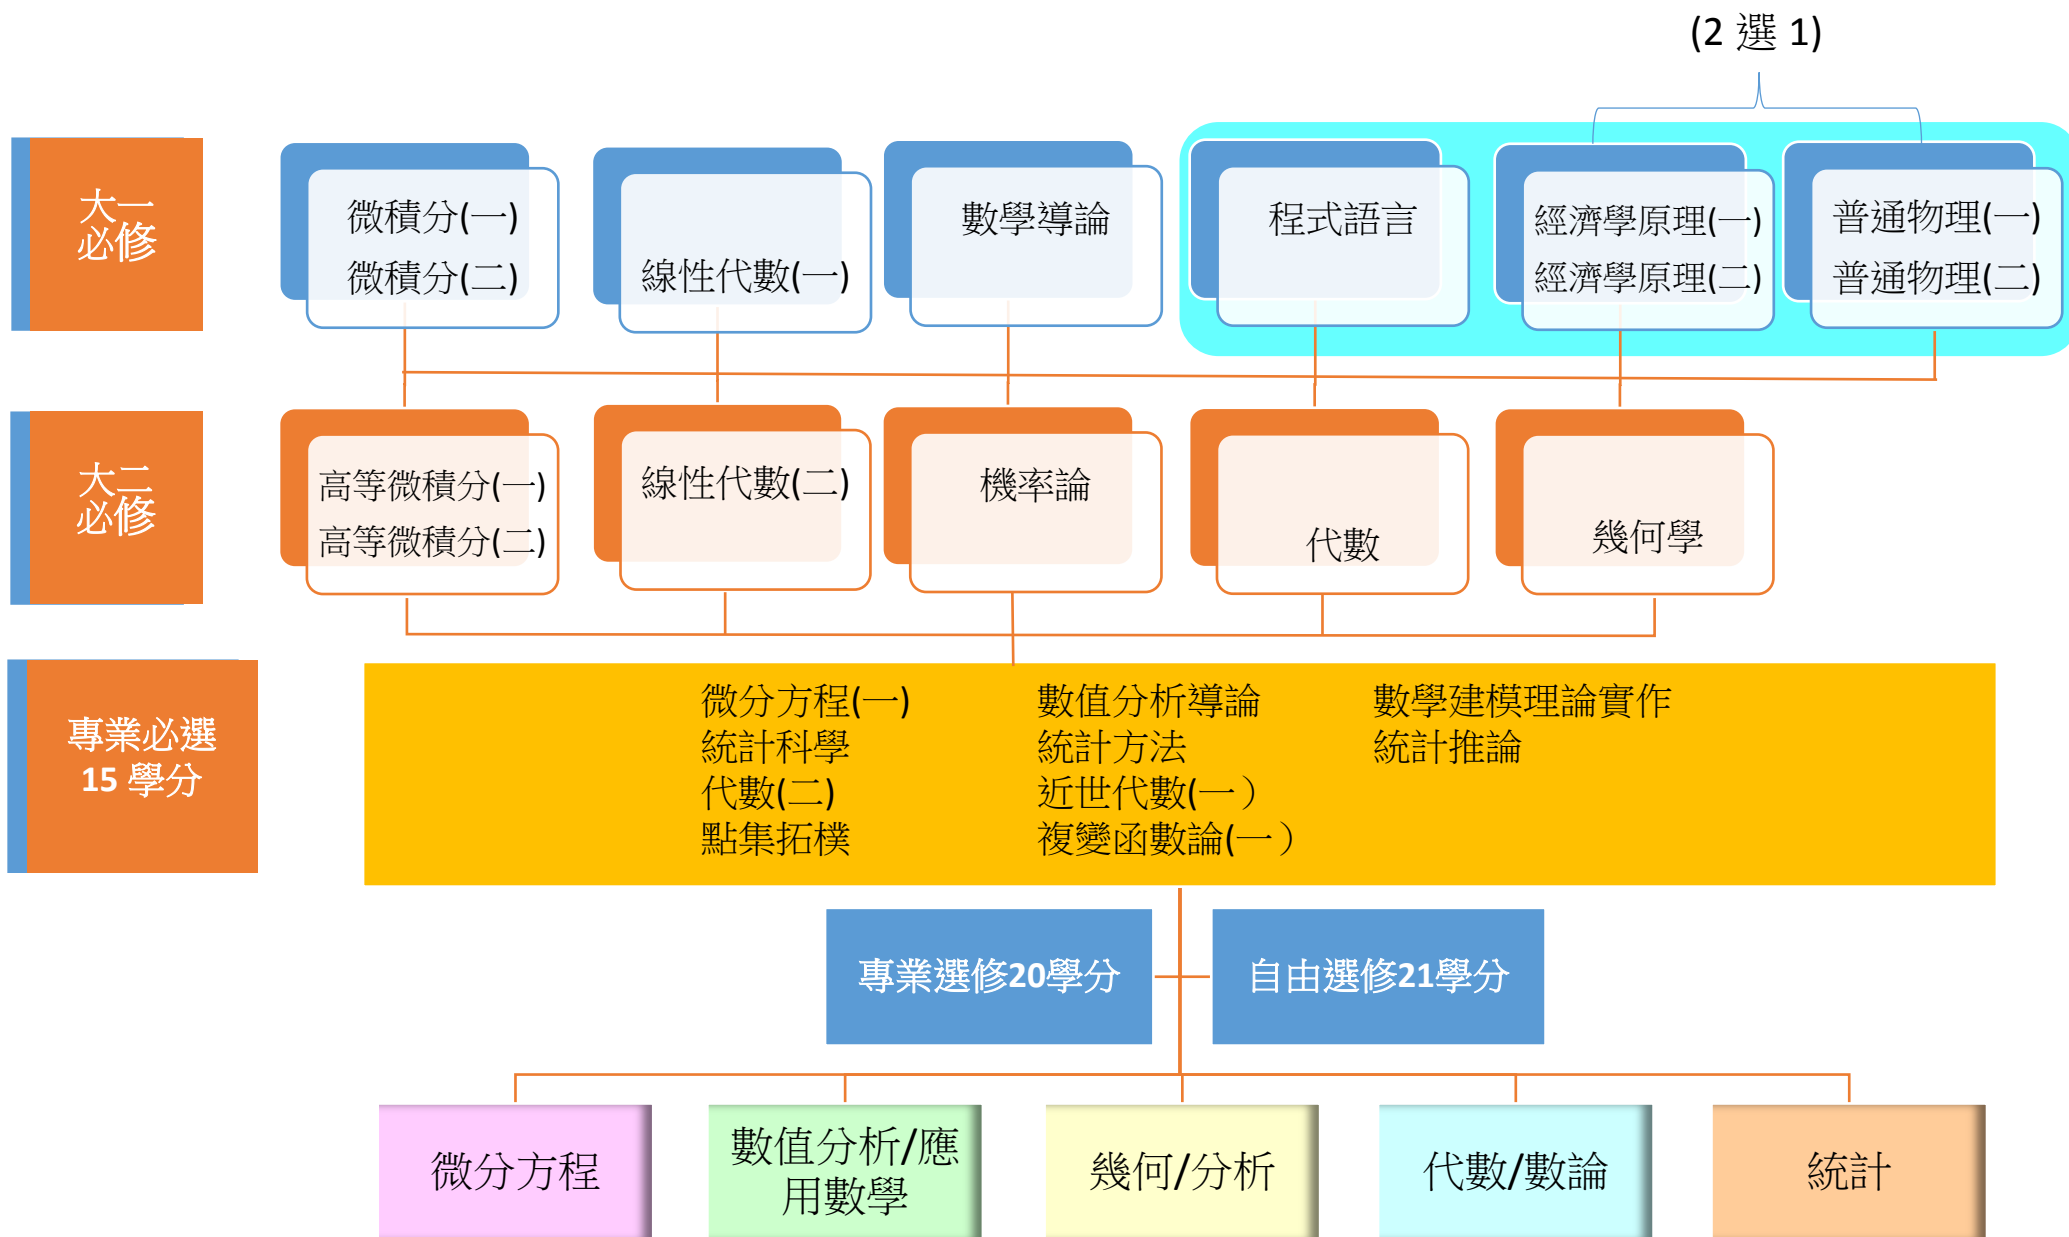 (2 選 1)
大一
必修
微積分(一)
微積分(二)
線性代數(一)
數學導論
程式語言
經濟學原理(一)
經濟學原理(二)
普通物理(一)
普通物理(二)
大二
必修
高等微積分(一)
高等微積分(二)
線性代數(二)
機率論
代數
幾何學
專業必選
15 學分
微分方程(一) 數值分析導論 數學建模理論實作
統計科學 統計方法 統計推論
代數(二) 近世代數(一）
點集拓樸 複變函數論(一）
專業選修20學分
自由選修21學分
微分方程
數值分析/應
用數學
幾何/分析
代數/數論
統計